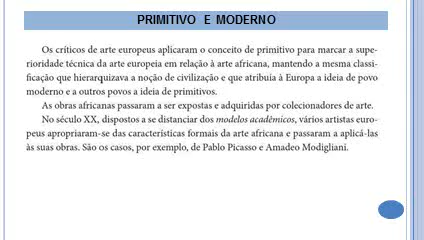 PRIMITIVO E MODERNO
Os críticos de arte europeus aplicaram o conceito de primitivo para marcar a supe-
rioridade técnica da arte europeia em relação à arte africana, mantendo a mesma classi-
ficação que hierarquizava a noção de civilização e que atribuía à Europa a ideia de povo
moderno e a outros povos a ideia de primitivos.
As obras africanas passaram a ser expostas e adquiridas por colecionadores de arte.
No século XX, dispostos a se distanciar dos modelos acadêmicos, vários artistas euro-
peus apropriaram-se das características formais da arte africana e passaram a aplicá-las
às suas obras. São os casos, por exemplo, de Pablo Picasso e Amadeo Modigliani.